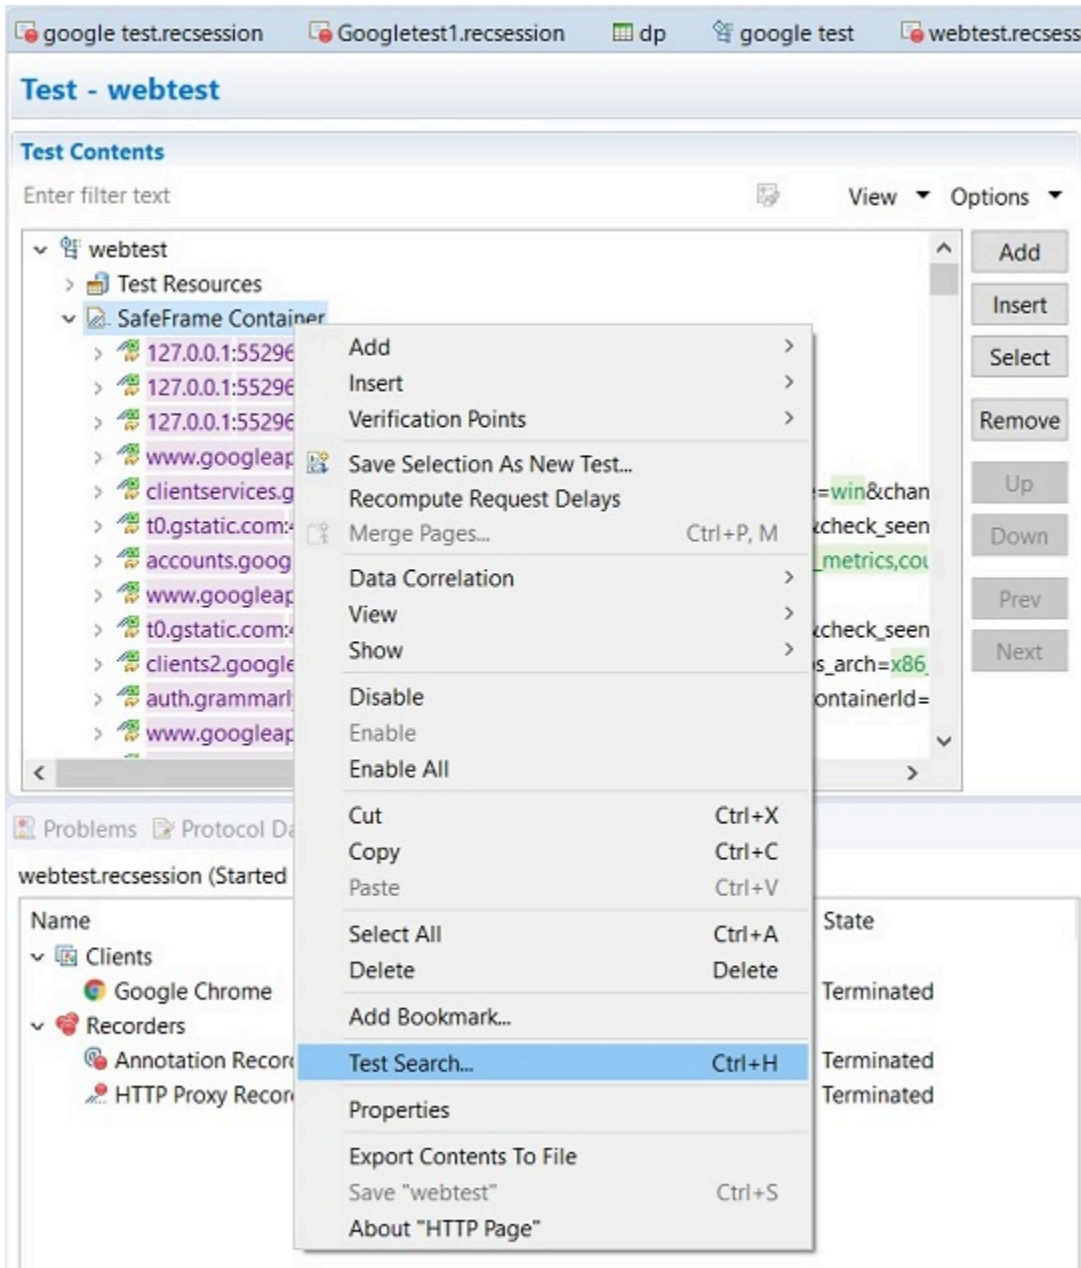 google test.recsession Googletest1.recsession dp google test webtest.recsess
Test - webtest
Test Contents
Enter filter text View Options
webtest Add
Test Resources
SafeFrame Container Insert
127.0.0.1:55296 Add Select
127.0.0.1:55296 Insert
127.0.0.1:55296 Verification Points Remove
www.googleap Save Selection As New Test...
clientservices.g Recompute Request Delays =win&chan Up
t0.gstatic.com: Merge Pages... Ctrl+P, M &check_seen Down
accounts.goog Data Correlation _metrics,cou
www.googleap View Prev
t0.gstatic.com: Show &check_seen
clients2.google s_arch=x86_ Next
auth.grammarl Disable ontainerId=
www.googleap Enable
Enable All
Cut Ctrl+X
Problems Protocol Da
Copy Ctrl+C
webtest.recsession (Started Paste Ctrl+V
Name Select All Ctrl+A State
Clients Delete Delete
Google Chrome Terminated
Recorders Add Bookmark...
Annotation Record Test Search... Ctrl+H Terminated
HTTP Proxy Recor Properties Terminated
Export Contents To File
Save "webtest" Ctrl+S
About "HTTP Page"